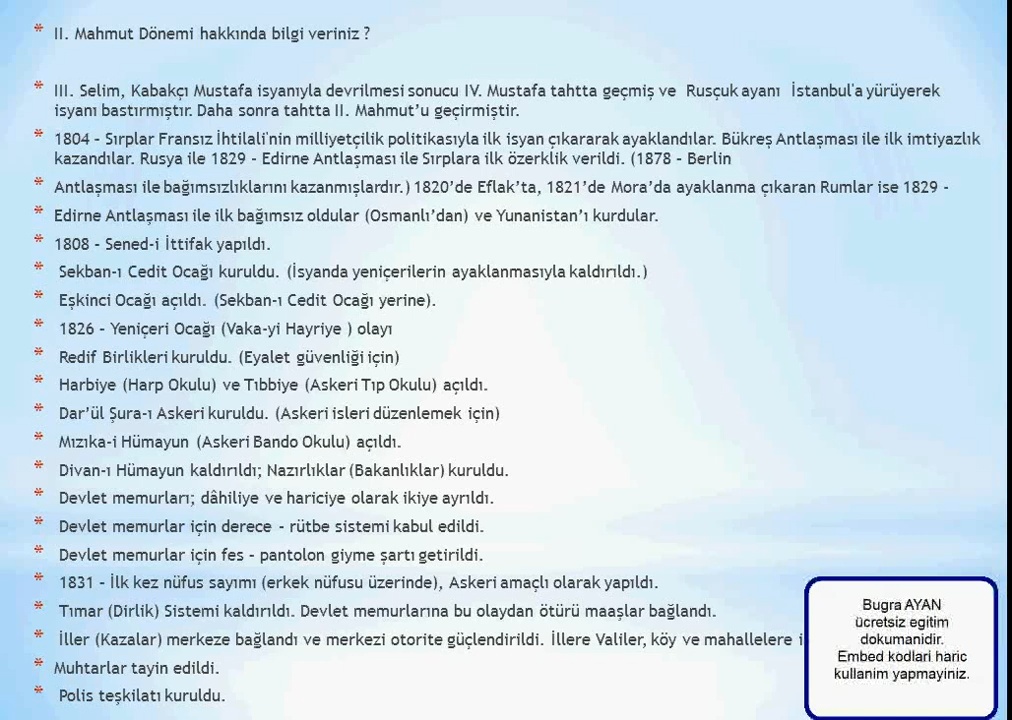 * II. Mahmut Dönemi hakkında bilgi veriniz ?
* III. Selim, Kabakçı Mustafa isyanıyla devrilmesi sonucu IV. Mustafa tahtta geçmiş ve Rusçuk ayanı İstanbul'a yürüyerek
isyanı bastırmıştır. Daha sonra tahtta II. Mahmut’u geçirmiştir.
* 1804 – Sırplar Fransız İhtilali'nin milliyetçilik politikasıyla ilk isyan çıkararak ayaklandılar. Bükreş Antlaşması ile ilk imtiyazlık
kazandılar. Rusya ile 1829 - Edirne Antlaşması ile Sırplara ilk özerklik verildi. (1878 – Berlin
* Antlaşması ile bağımsızlıklarını kazanmışlardır.) 1820’de Eflak’ta, 1821’de Mora’da ayaklanma çıkaran Rumlar ise 1829 -
* Edirne Antlaşması ile ilk bağımsız oldular (Osmanlı’dan) ve Yunanistan’ı kurdular.
* 1808 – Sened-i İttifak yapıldı.
* Sekban-ı Cedit Ocağı kuruldu. (İsyanda yeniçerilerin ayaklanmasıyla kaldırıldı.)
* Eşkinci Ocağı açıldı. (Sekban-ı Cedit Ocağı yerine).
* 1826 – Yeniçeri Ocağı (Vaka-yi Hayriye ) olayı
* Redif Birlikleri kuruldu. (Eyalet güvenliği için)
* Harbiye (Harp Okulu) ve Tıbbiye (Askeri Tıp Okulu) açıldı.
* Dar’ül Şura-ı Askeri kuruldu. (Askeri isleri düzenlemek için)
* Mızıka-i Hümayun (Askeri Bando Okulu) açıldı.
* Divan-ı Hümayun kaldırıldı; Nazırlıklar (Bakanlıklar) kuruldu.
* Devlet memurları; dâhiliye ve hariciye olarak ikiye ayrıldı.
* Devlet memurlar için derece – rütbe sistemi kabul edildi.
* Devlet memurlar için fes – pantolon giyme şartı getirildi.
* 1831 – İlk kez nüfus sayımı (erkek nüfusu üzerinde), Askeri amaçlı olarak yapıldı.
* Tımar (Dirlik) Sistemi kaldırıldı. Devlet memurlarına bu olaydan ötürü maaşlar bağlandı.
* İller (Kazalar) merkeze bağlandı ve merkezi otorite güçlendirildi. İllere Valiler, köy ve mahallelere
* Muhtarlar tayin edildi.
* Polis teşkilatı kuruldu.
Bugra AYAN
ücretsiz egitim
dokumanidir.
Embed kodlari haric
kullanim yapmayiniz.